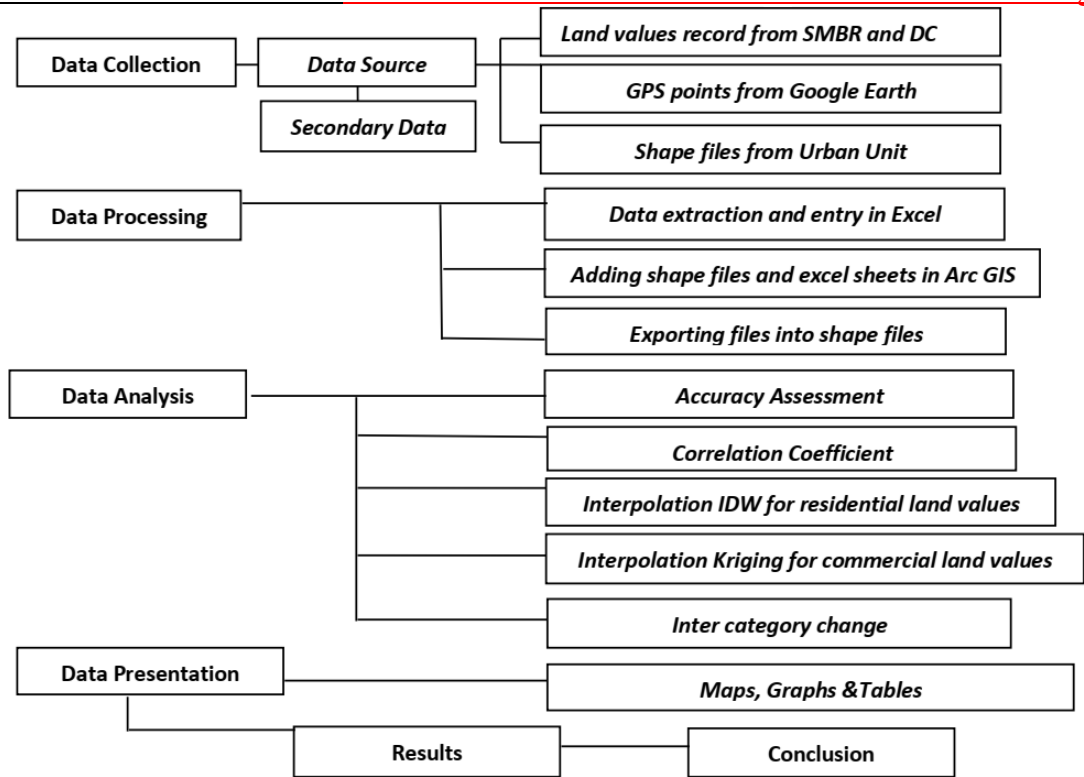 Data Collection
Data Source
Secondary Data
Land values record from SMBR and DC
GPS points from Google Earth
Shape files from Urban Unit
Data Processing
Data extraction and entry in Excel
Adding shape files and excel sheets in Arc GIS
Exporting files into shape files
Data Analysis
Accuracy Assessment
Correlation Coefficient
Interpolation IDW for residential land values
Interpolation Kriging for commercial land values
Inter category change
Data Presentation
Maps, Graphs &Tables
Results
Conclusion